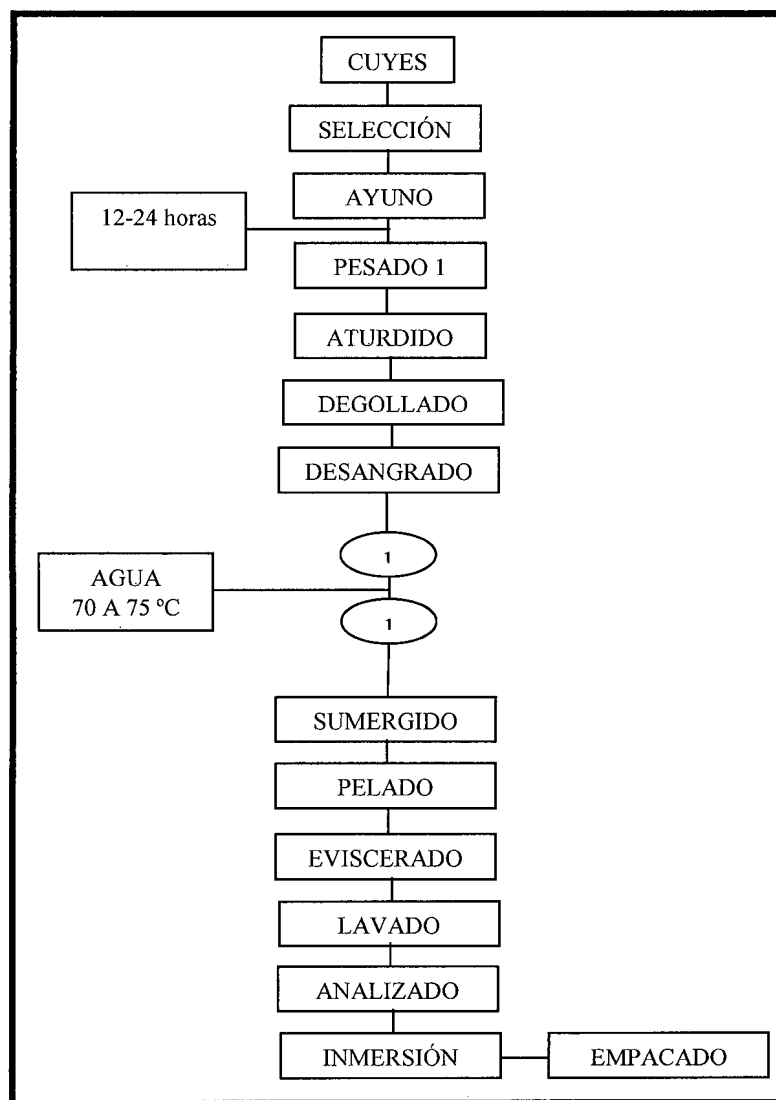 CUYES
SELECCIÓN
AYUNO
12-24 horas
PESADO 1
ATURDIDO
DEGOLLADO
DESANGRADO
1
AGUA
70 A 75 ºC
1
SUMERGIDO
PELADO
EVISCERADO
LAVADO
ANALIZADO
INMERSIÓN
EMPACADO